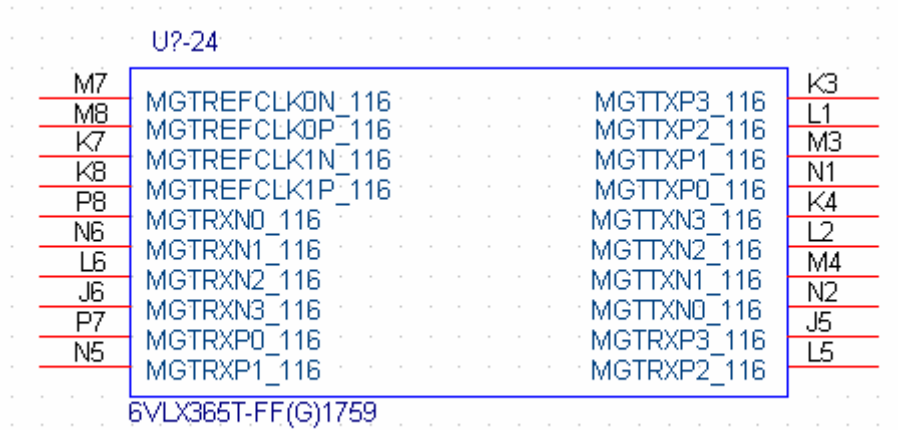 U?-24
M7 MGTREFCLK0N_116 MGTTXP3_116 K3
M8 MGTREFCLK0P_116 MGTTXP2_116 L1
K7 MGTREFCLK1N_116 MGTTXP1_116 M3
K8 MGTREFCLK1P_116 MGTTXP0_116 N1
P8 MGTRXN0_116 MGTTXN3_116 K4
N6 MGTRXN1_116 MGTTXN2_116 L2
L6 MGTRXN2_116 MGTTXN1_116 M4
J6 MGTRXN3_116 MGTTXN0_116 N2
P7 MGTRXP0_116 MGTRXP3_116 J5
N5 MGTRXP1_116 MGTRXP2_116 L5
6VLX365T-FF(G)1759